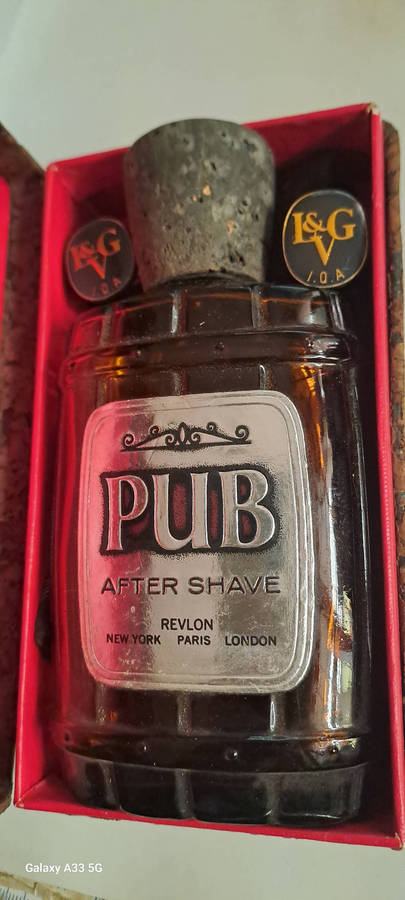 L&G
V
I.O.A
L&G
V
I.O.A
PUB
AFTER SHAVE
REVLON
NEW YORK PARIS LONDON
Galaxy A33 5G